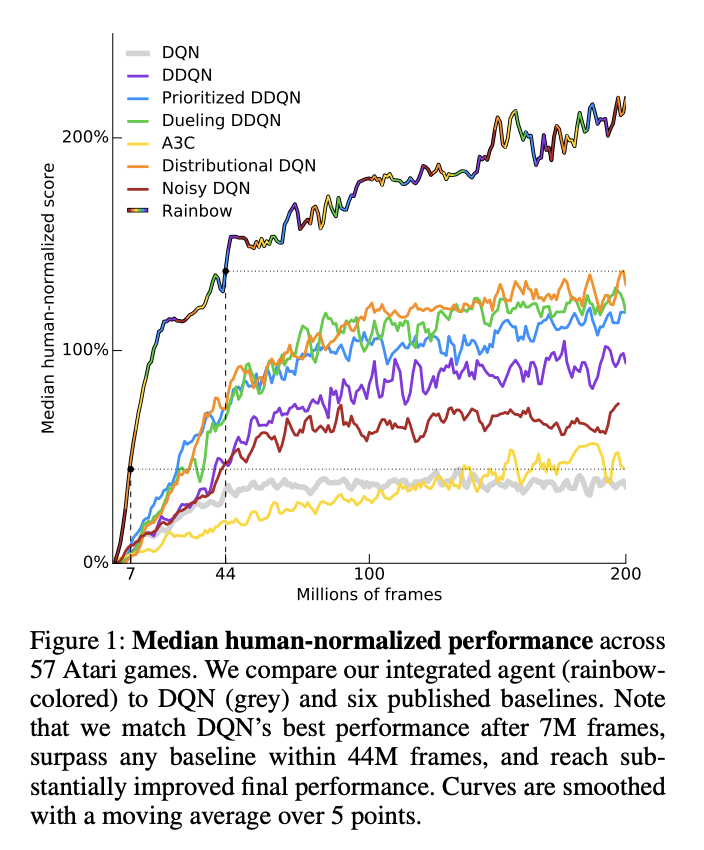 DQN
DDQN
Prioritized DDQN
Dueling DDQN
A3C
Distributional DQN
Noisy DQN
Rainbow
Median human-normalized score
200%
100%
0%
7
44
100
200
Millions of frames
Figure 1: Median human-normalized performance across
57 Atari games. We compare our integrated agent (rainbow-
colored) to DQN (grey) and six published baselines. Note
that we match DQN's best performance after 7M frames,
surpass any baseline within 44M frames, and reach sub-
stantially improved final performance. Curves are smoothed
with a moving average over 5 points.